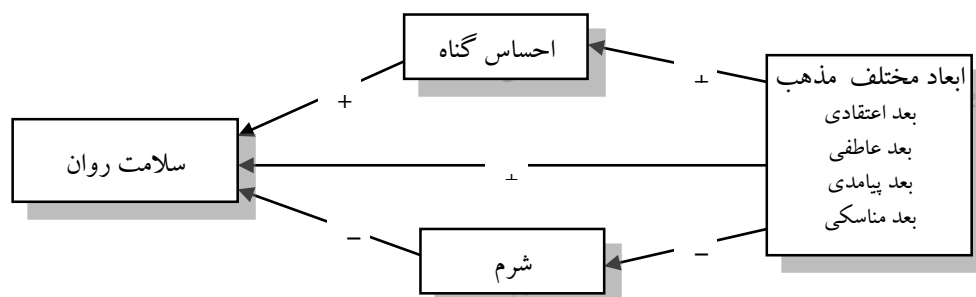 احساس گناه
ابعاد مختلف مذهب
بعد اعتقادی
بعد عاطفی
بعد پیامدی
بعد مناسکی
+
+
سلامت روان
+
–
شرم
–